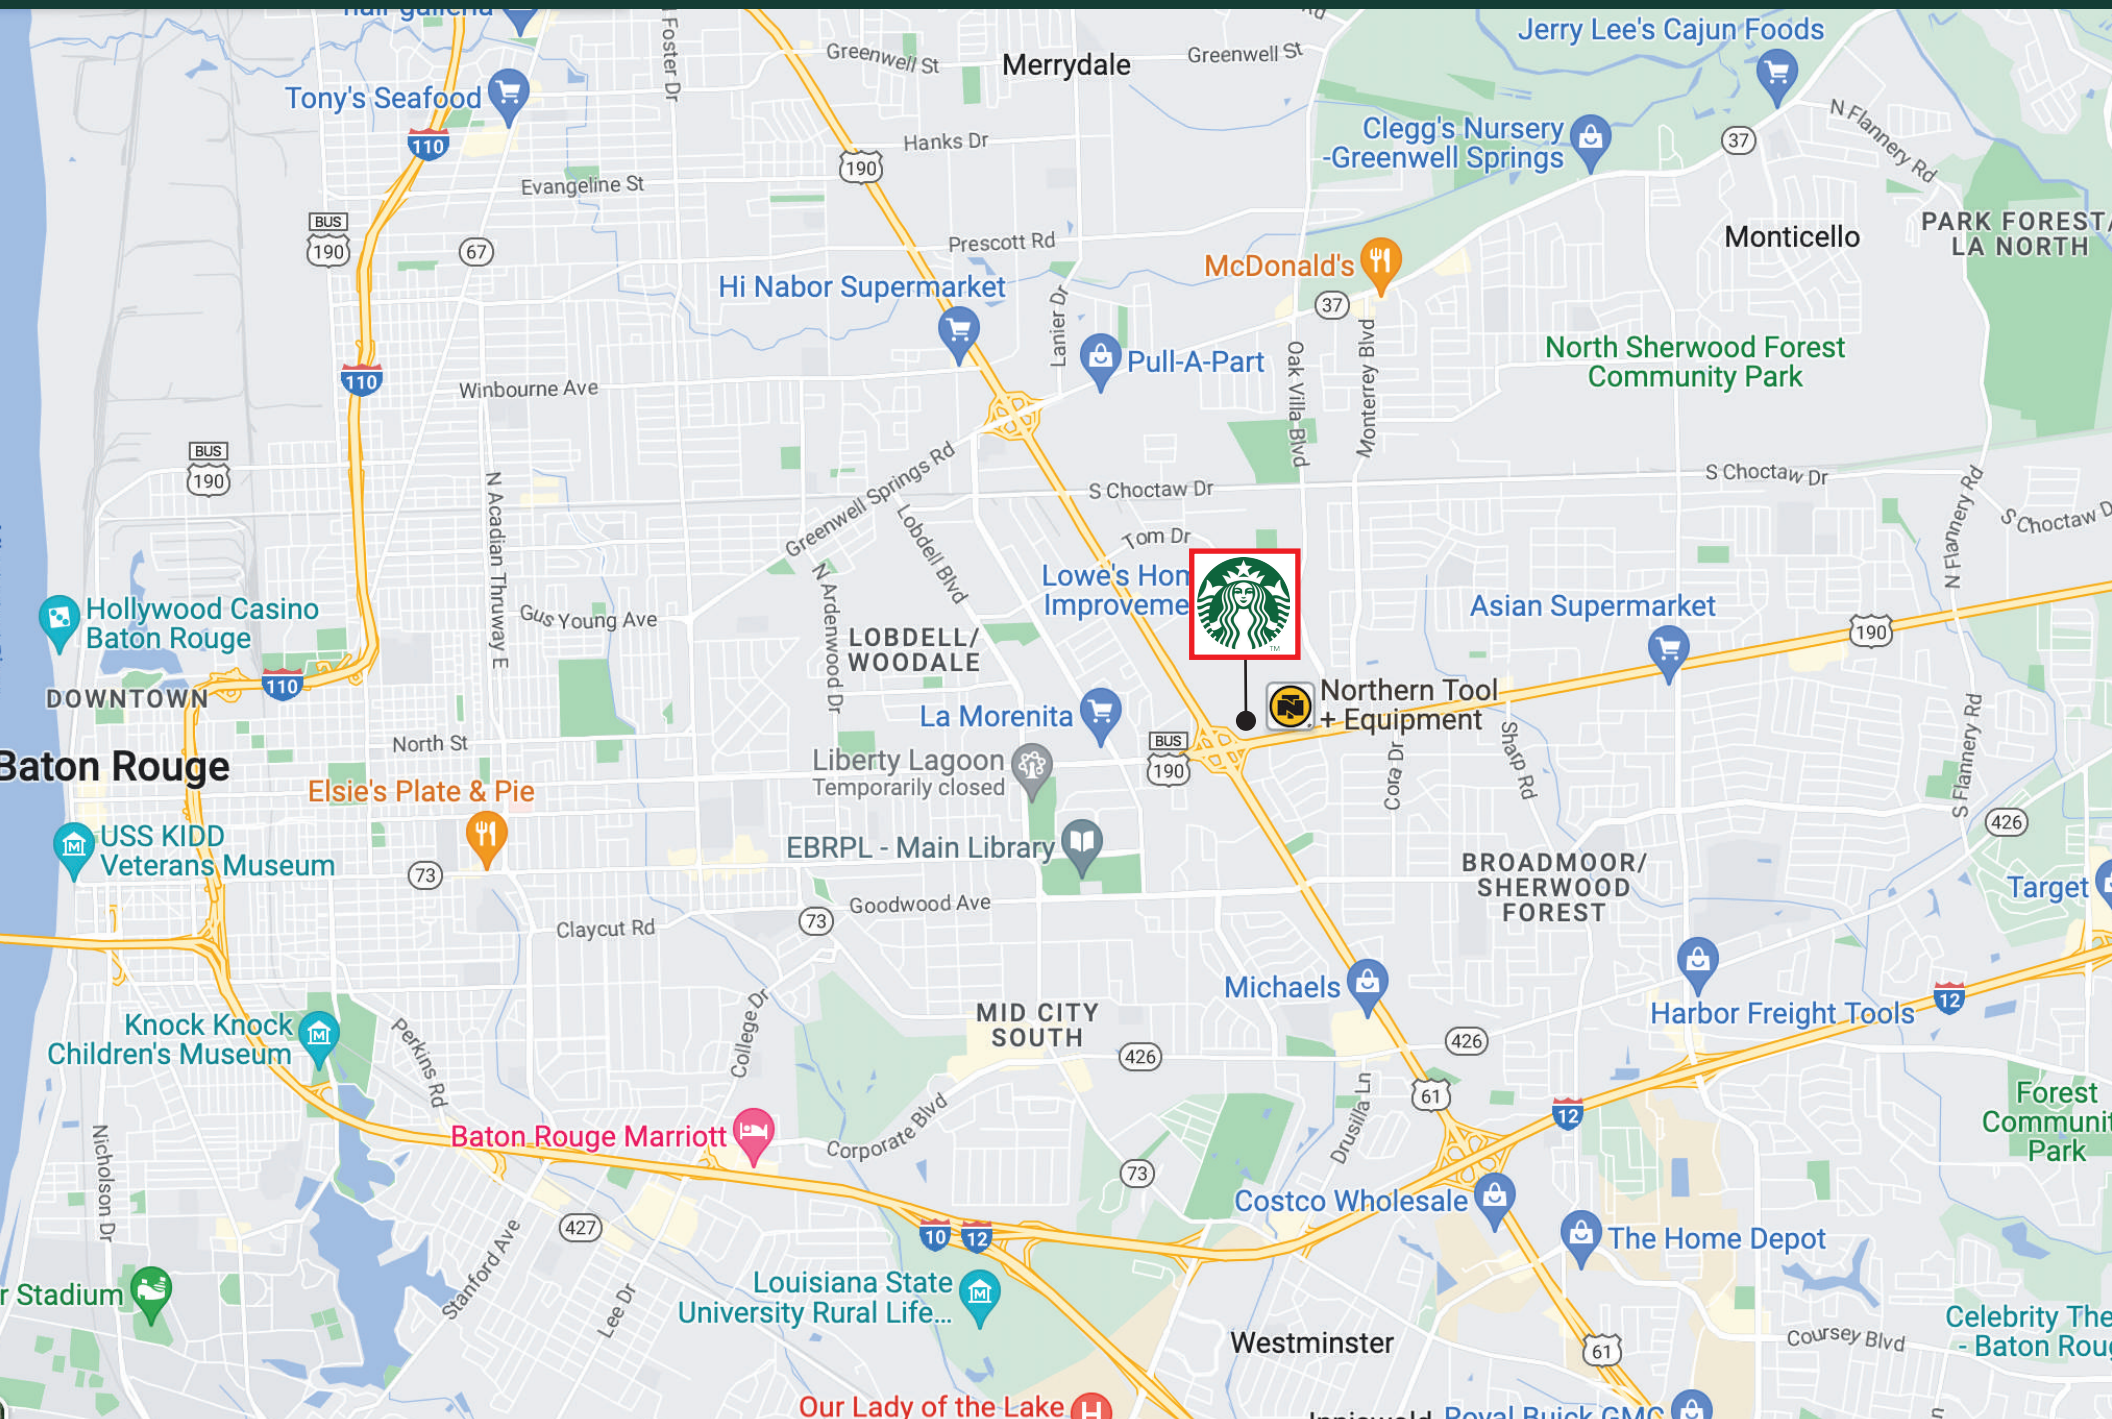 Jerry Lee's Cajun Foods
Greenwell St
Merrydale
Greenwell St
Foster Dr
Tony's Seafood
110
Hanks Dr
190
Clegg's Nursery
-Greenwell Springs
37
N Flannery Rd
Evangeline St
BUS
190
67
Prescott Rd
McDonald's
Monticello
PARK FOREST/
LA NORTH
Hi Nabor Supermarket
37
Lanier Dr
Pull-A-Part
Oak Villa Blvd
Monterrey Blvd
North Sherwood Forest
Community Park
110
Winbourne Ave
BUS
190
N Acadian Thruway E
Greenwell Springs Rd
S Choctaw Dr
S Choctaw Dr
N Flannery Rd
S Choctaw D
Lobdell Blvd
Tom Dr
Lowe's Hom
Improveme
TM
Asian Supermarket
190
Hollywood Casino
Baton Rouge
Gus Young Ave
N Ardenwood Dr
LOBDELL/
WOODALE
110
DOWNTOWN
Northern Tool
+ Equipment
La Morenita
North St
BUS
190
Liberty Lagoon
Temporarily closed
Cora Dr
Sharp Rd
S Flannery Rd
Baton Rouge
Elsie's Plate & Pie
426
USS KIDD
Veterans Museum
EBRPL - Main Library
73
BROADMOOR/
SHERWOOD
FOREST
Target
Goodwood Ave
73
Claycut Rd
Michaels
Harbor Freight Tools
12
College Dr
MID CITY
SOUTH
Knock Knock
Children's Museum
Perkins Rd
426
426
61
12
Drusilla Ln
Forest
Communit
Park
Baton Rouge Marriott
Corporate Blvd
Nicholson Dr
73
Costco Wholesale
The Home Depot
427
10
12
Stanford Ave
Lee Dr
Louisiana State
University Rural Life...
r Stadium
Westminster
61
Coursey Blvd
Celebrity The
- Baton Roug
Our Lady of the Lake
H
Royal Buick GMC